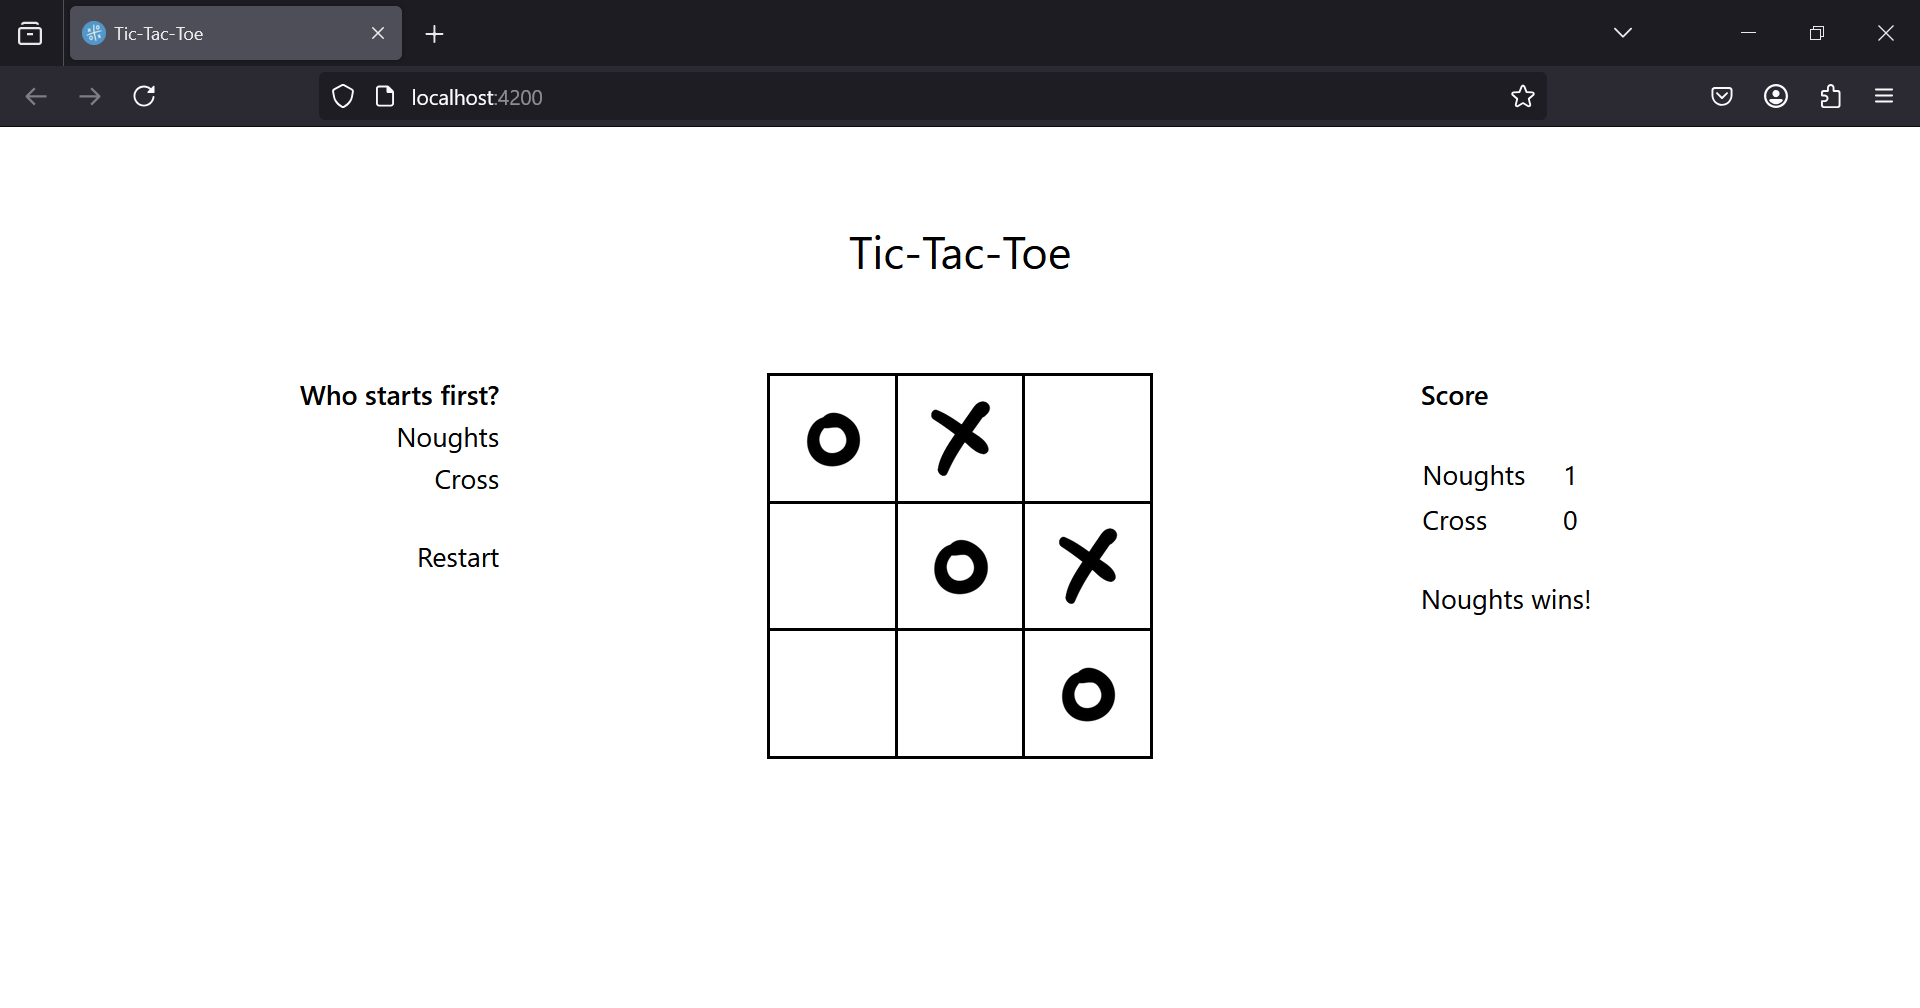 Tic-Tac-Toe
localhost:4200
Tic-Tac-Toe
Who starts first?
Noughts
Cross
Restart
Score
Noughts 1
Cross 0
Noughts wins!